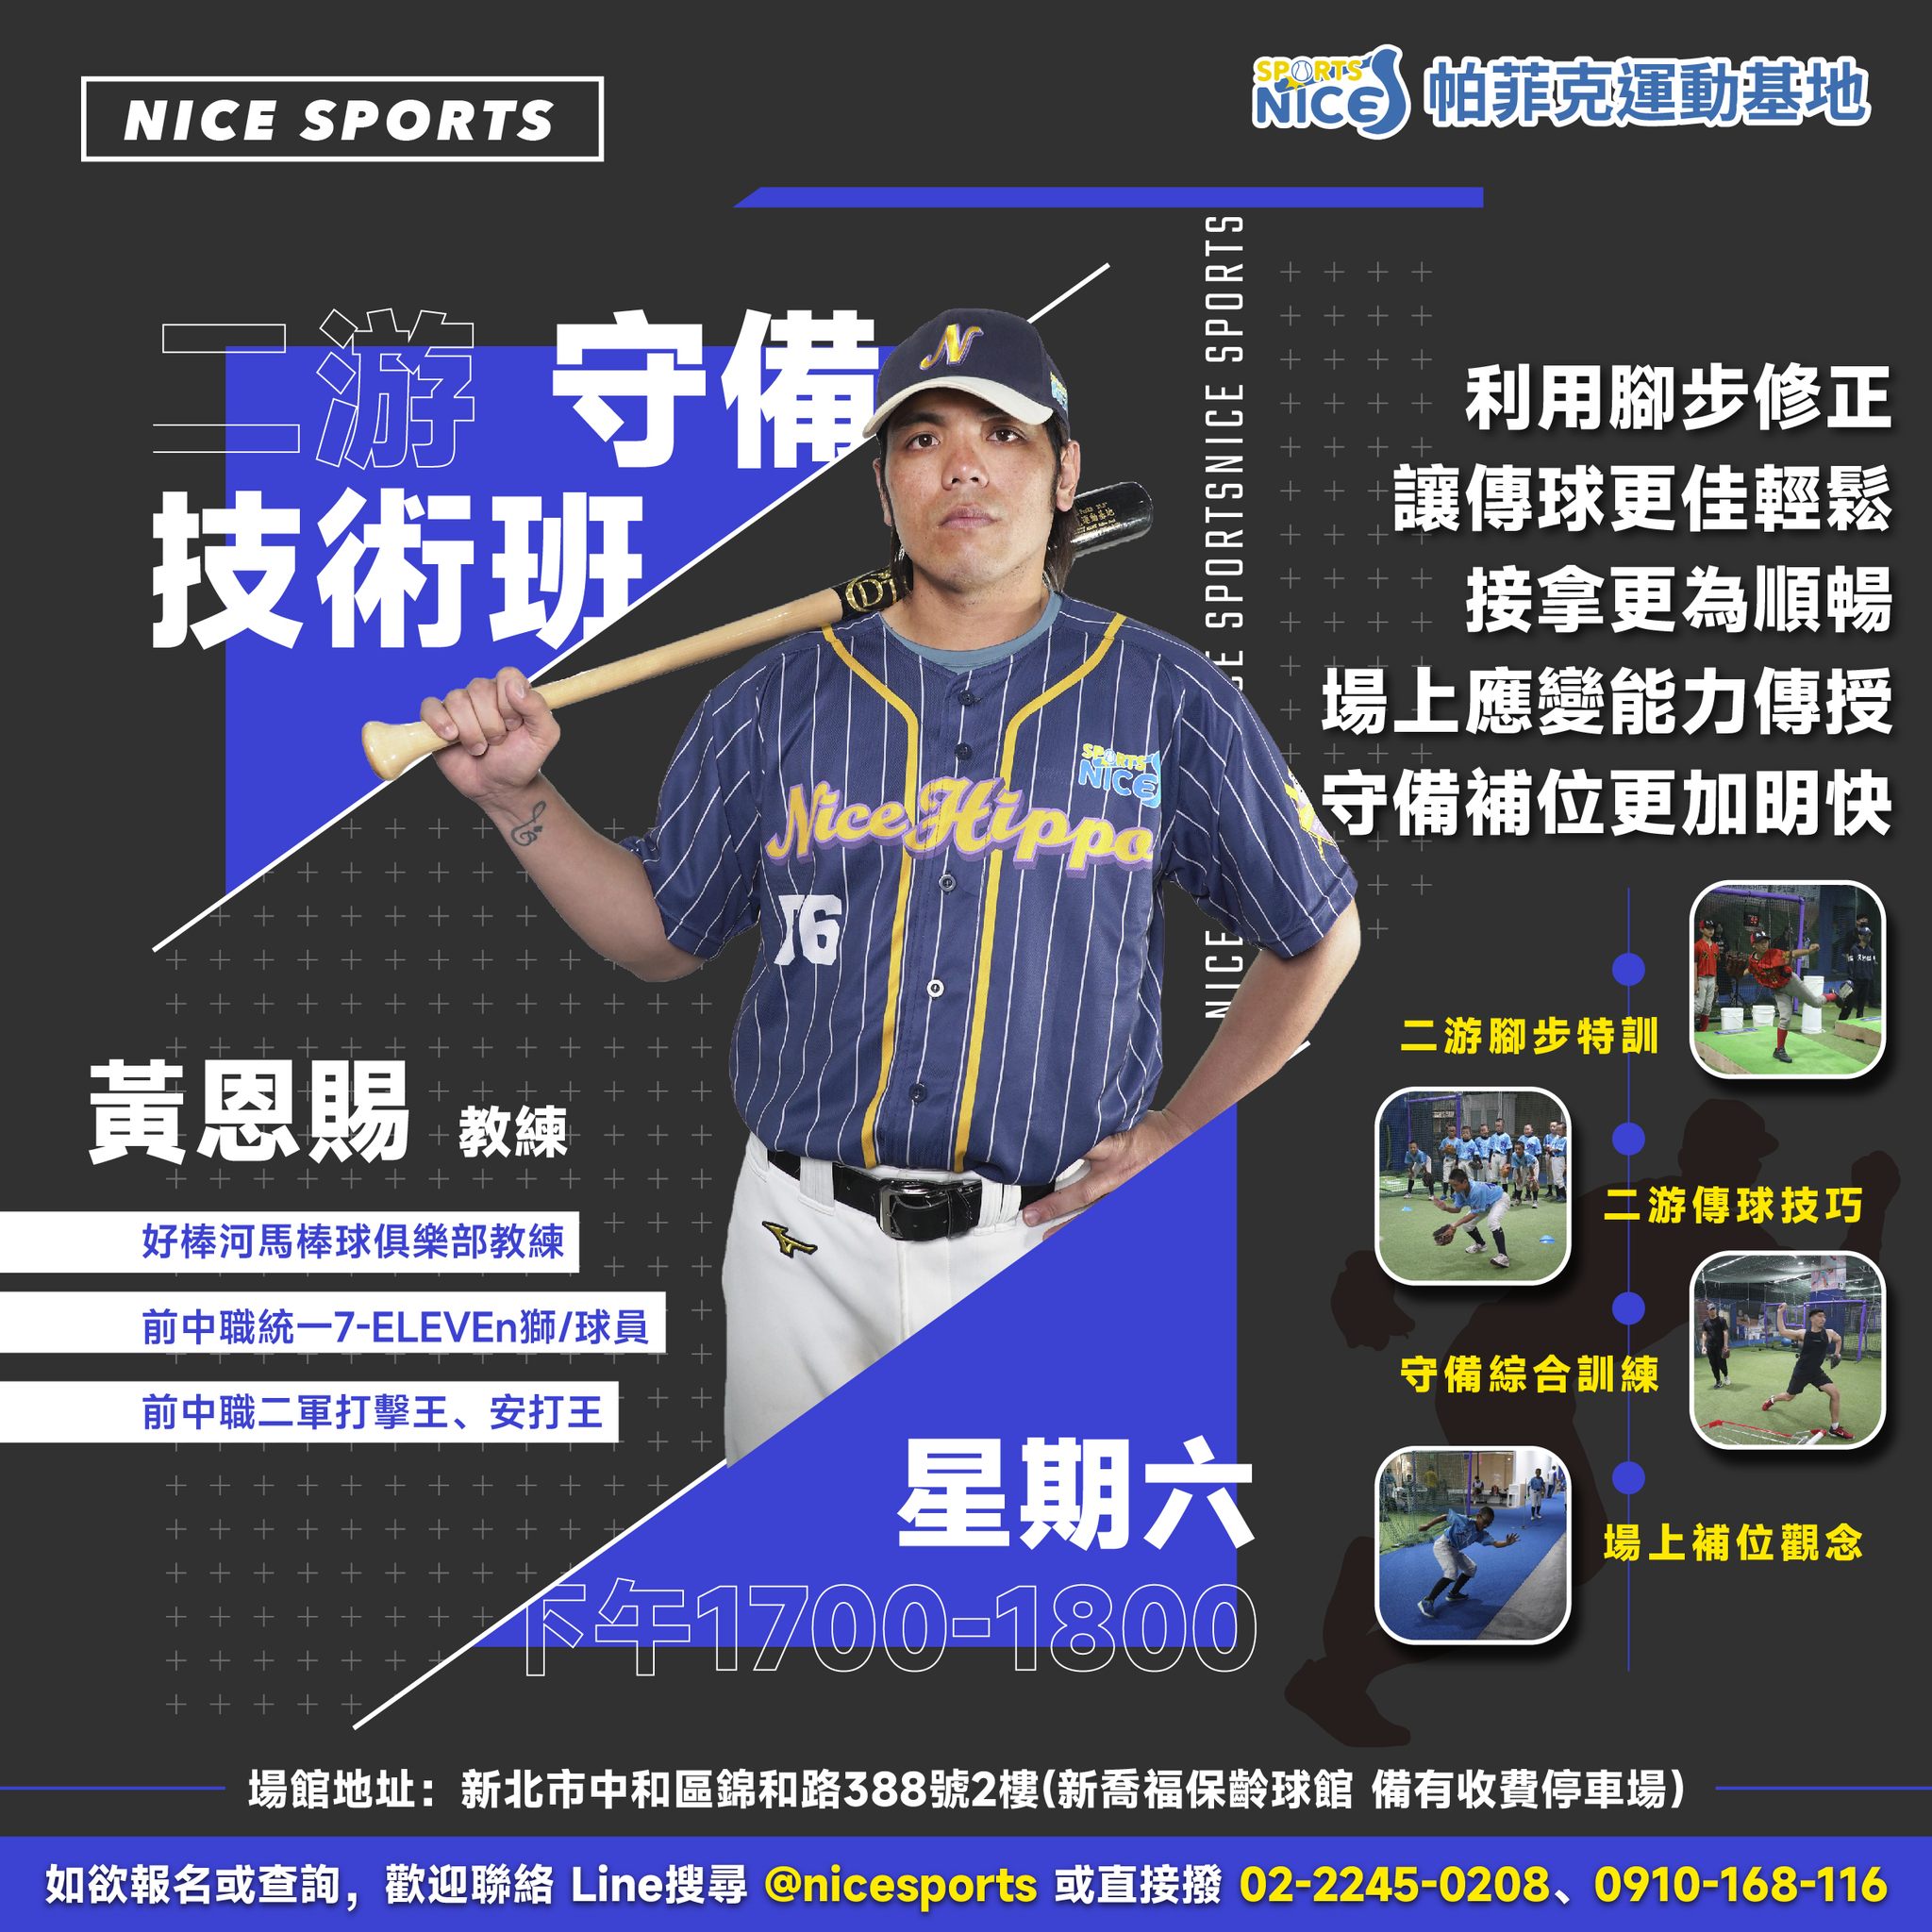 NICE SPORTS
SPORTS
NICE
帕菲克運動基地
二游 守備
技術班
NICE SPORTSNICE SPORTSNICE SPORTS
利用腳步修正
讓傳球更佳輕鬆
接拿更為順暢
場上應變能力傳授
守備補位更加明快
N
SPORTS
NICE
Nice Hippo
76
黃恩賜 教練
好棒河馬棒球俱樂部教練
前中職統一7-ELEVEn獅/球員
前中職二軍打擊王、安打王
二游腳步特訓
二游傳球技巧
守備綜合訓練
場上補位觀念
星期六
下午1700-1800
場館地址：新北市中和區錦和路388號2樓(新喬福保齡球館 備有收費停車場)
如欲報名或查詢，歡迎聯絡 Line搜尋 @nicesports 或直接撥 02-2245-0208、0910-168-116